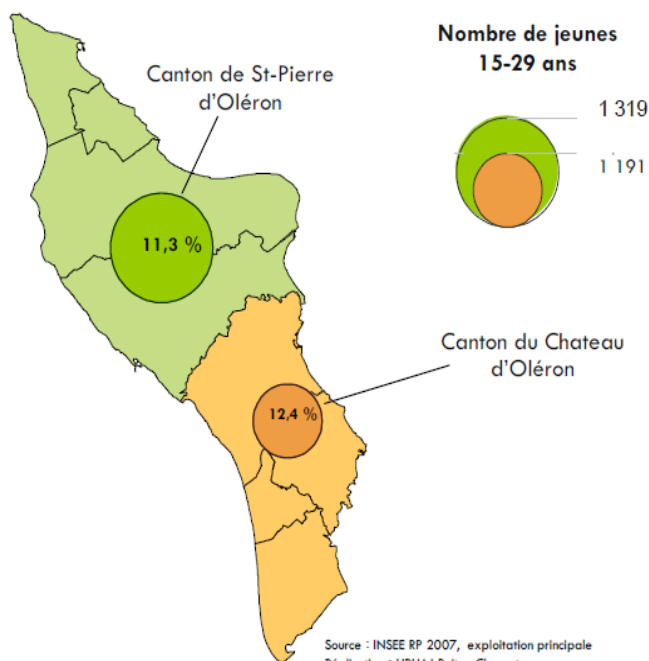 Nombre de jeunes
15-29 ans
1 319
1 191
Canton de St-Pierre
d'Oléron
11,3 %
Canton du Chateau
d'Oléron
12,4 %
Source : INSEE RP 2007, exploitation principale